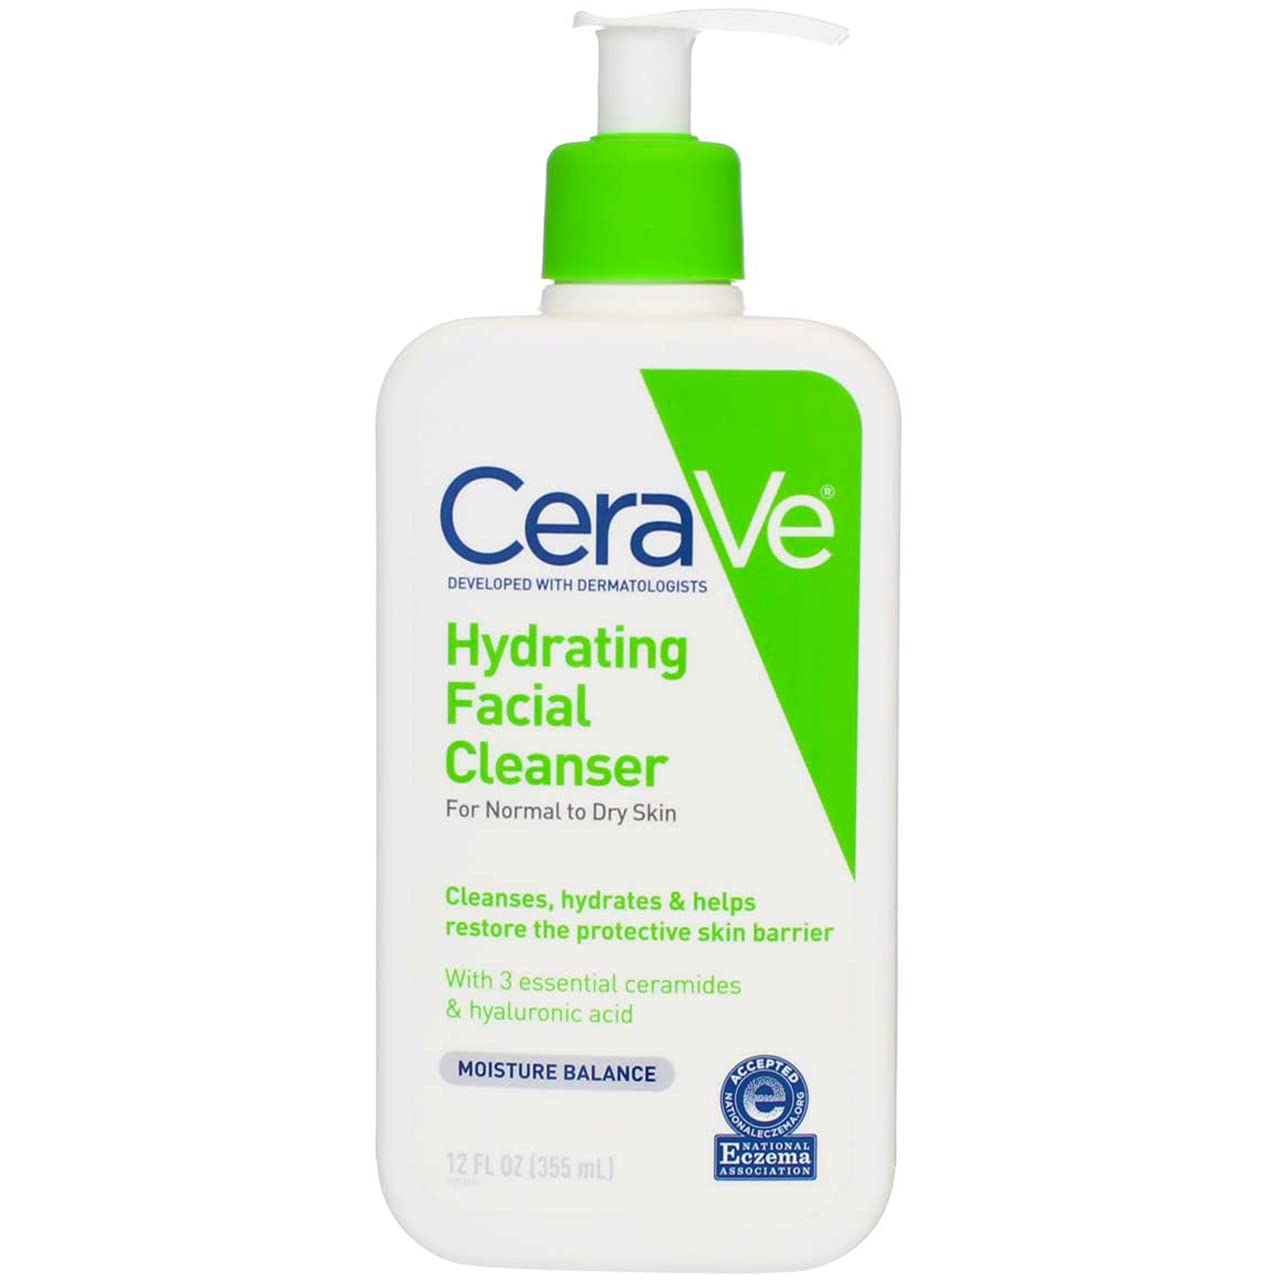 CeraVe®
DEVELOPED WITH DERMATOLOGISTS
Hydrating
Facial
Cleanser
For Normal to Dry Skin
Cleanses, hydrates & helps
restore the protective skin barrier
With 3 essential ceramides
& hyaluronic acid
MOISTURE BALANCE
ACCEPTED
e
NATIONALECZEMA.ORG
NATIONAL
Eczema
ASSOCIATION
12 FL OZ (355 mL)